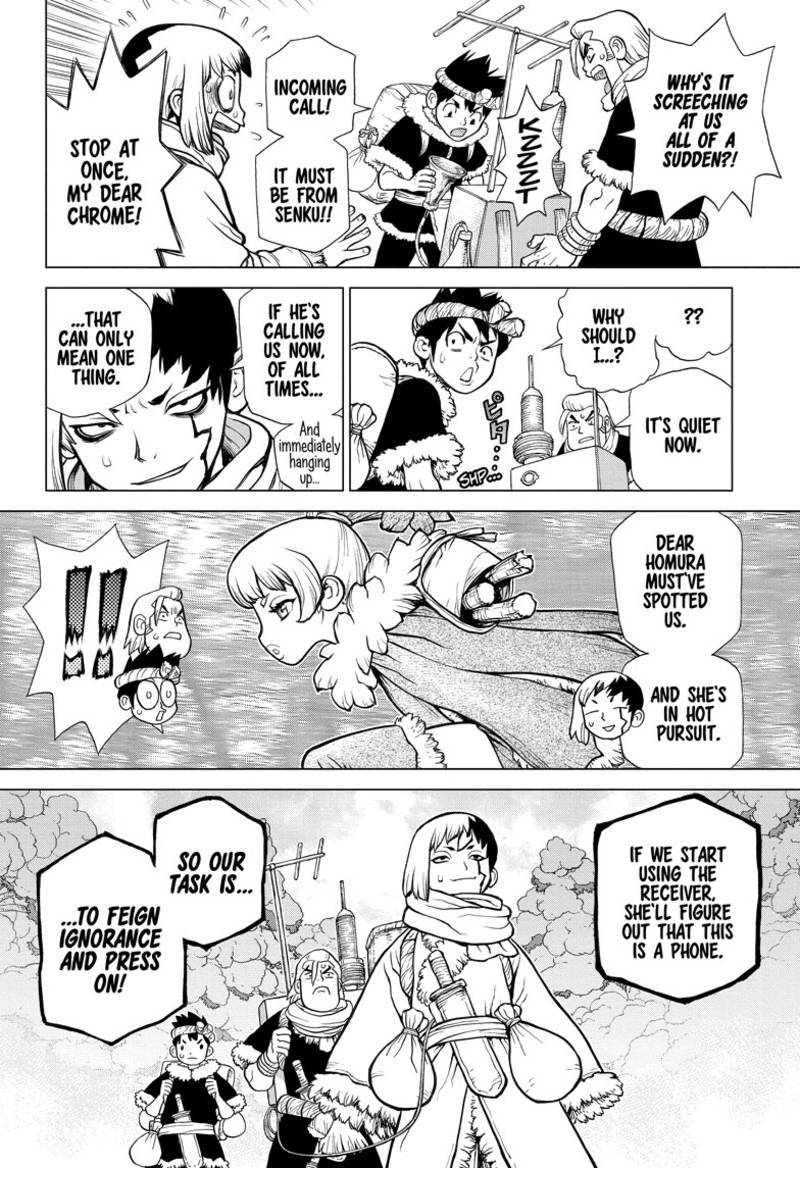 WHY'S IT
SCREECHING
AT US
ALL OF A
SUDDEN?!
KZZZT
INCOMING
CALL!
IT MUST
BE FROM
SENKU!!
STOP AT
ONCE,
MY DEAR
CHROME!
??
WHY
SHOULD
I...?
IT'S QUIET
NOW.
ピタ...
SHP...
IF HE'S
CALLING
US NOW,
OF ALL
TIMES...
And
immediately
hanging
up...
...THAT
CAN ONLY
MEAN ONE
THING.
DEAR
HOMURA
MUST'VE
SPOTTED
US.
AND SHE'S
IN HOT
PURSUIT.
!!
IF WE START
USING THE
RECEIVER,
SHE'LL FIGURE
OUT THAT THIS
IS A PHONE.
SO OUR
TASK IS...
...TO FEIGN
IGNORANCE
AND PRESS
ON!